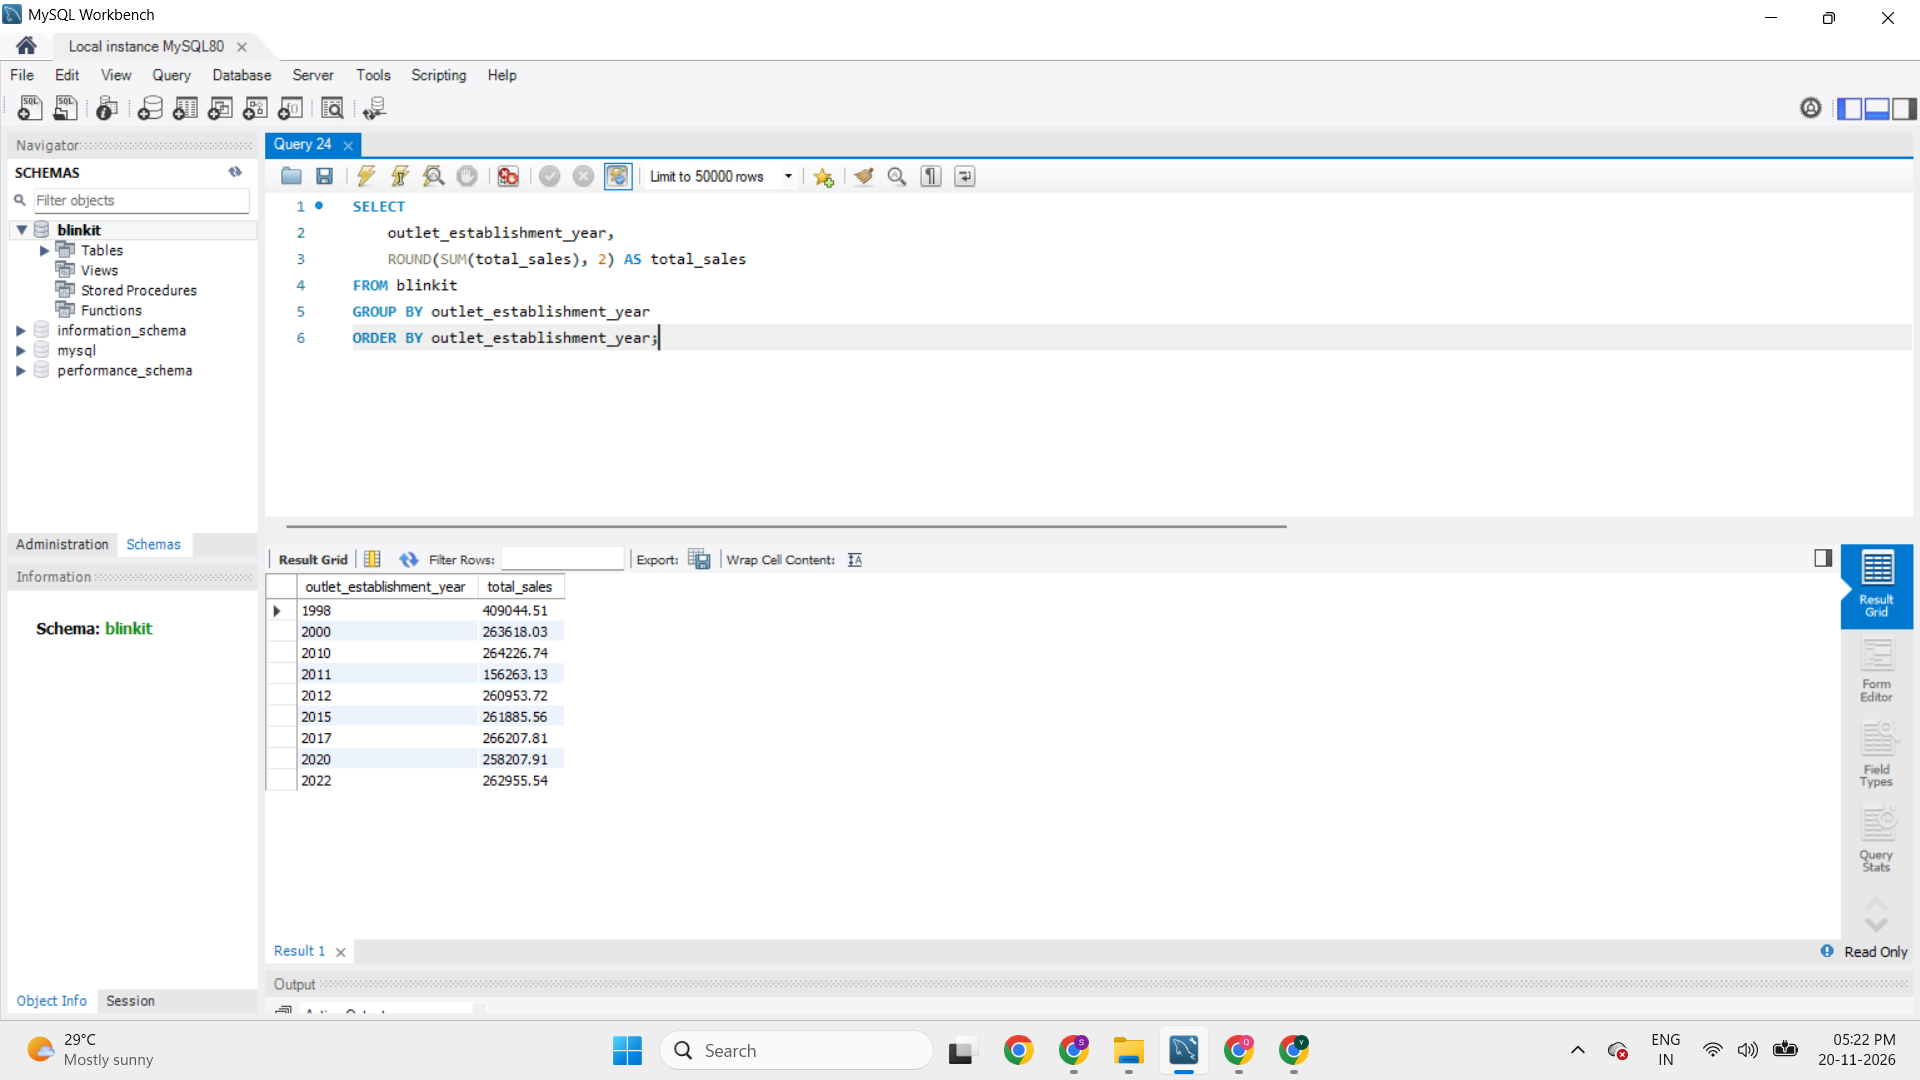 MySQL Workbench
Local instance MySQL80
File Edit View Query Database Server Tools Scripting Help
Navigator
Query 24
SCHEMAS
Limit to 50000 rows
Filter objects
blinkit
Tables
Views
Stored Procedures
Functions
information_schema
mysql
performance_schema
1 SELECT
2 outlet_establishment_year,
3 ROUND(SUM(total_sales), 2) AS total_sales
4 FROM blinkit
5 GROUP BY outlet_establishment_year
6 ORDER BY outlet_establishment_year;
Administration Schemas
Information
Schema: blinkit
Result Grid Filter Rows: Export: Wrap Cell Content:
outlet_establishment_year total_sales
1998 409044.51
2000 263618.03
2010 264226.74
2011 156263.13
2012 260953.72
2015 261885.56
2017 266207.81
2020 258207.91
2022 262955.54
Result
Grid
Form
Editor
Field
Types
Query
Stats
Result 1
Read Only
Output
Object Info Session
29°C
Mostly sunny
Search
ENG
IN
05:22 PM
20-11-2026